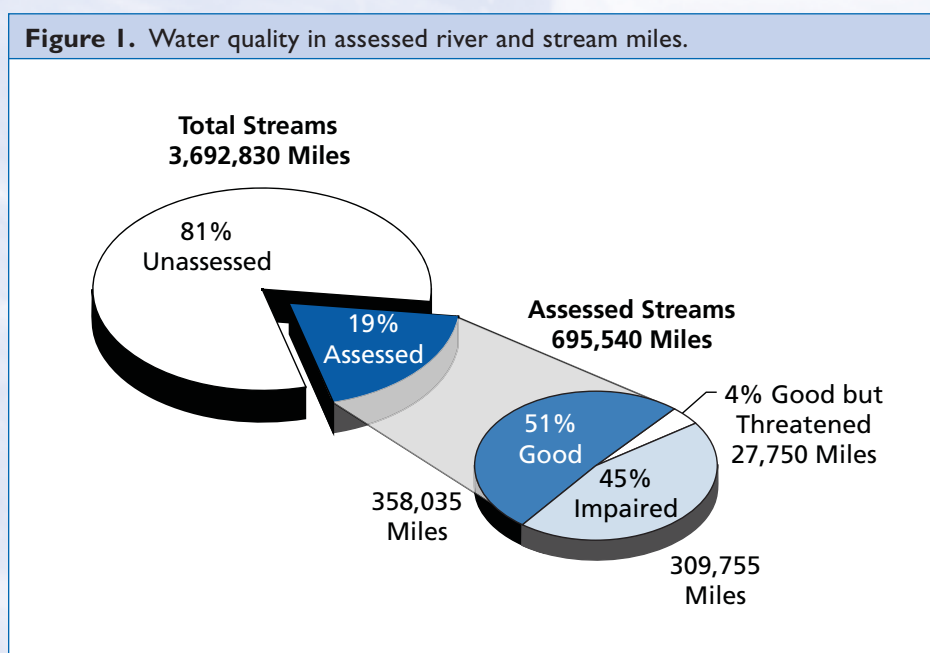 Figure 1. Water quality in assessed river and stream miles.
Total Streams
3,692,830 Miles
81%
Unassessed
19%
Assessed
Assessed Streams
695,540 Miles
51%
Good
358,035
Miles
4% Good but
Threatened
27,750 Miles
45%
Impaired
309,755
Miles